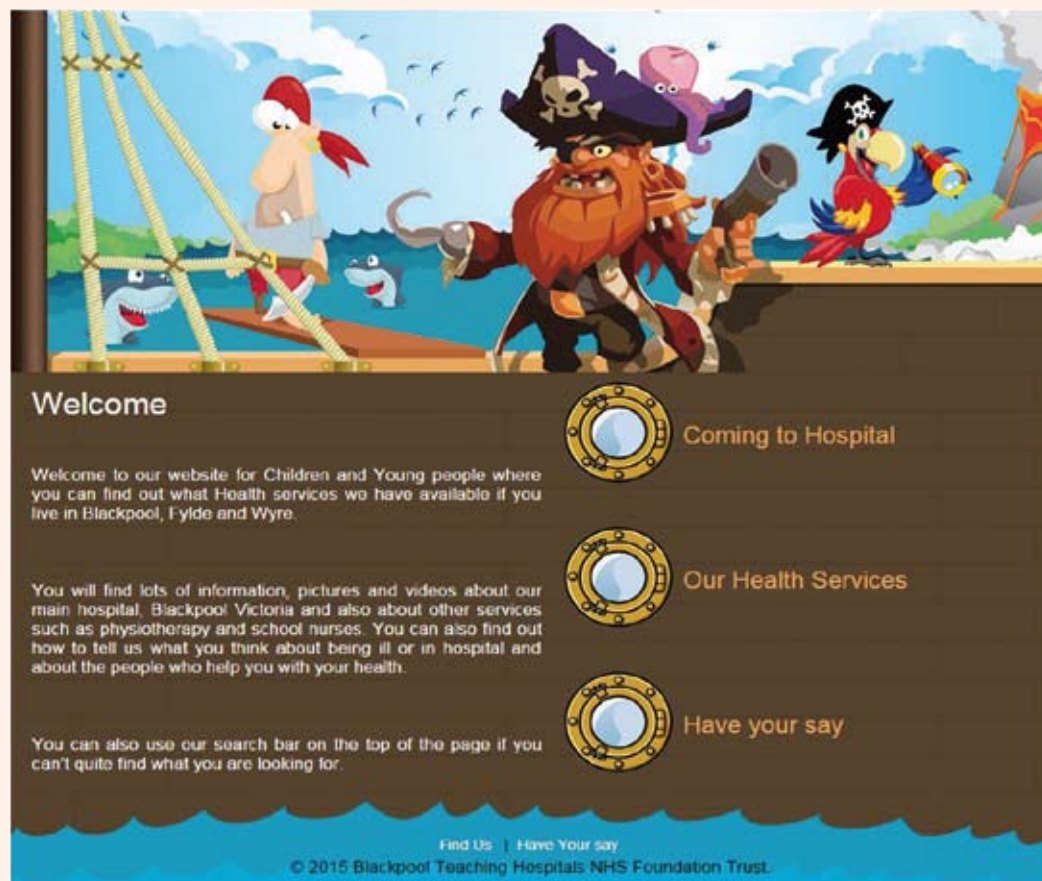 Welcome
Welcome to our website for Children and Young people where
you can find out what Health services we have available if you
live in Blackpool, Fylde and Wyre.
You will find lots of information, pictures and videos about our
main hospital, Blackpool Victoria and also about other services
such as physiotherapy and school nurses. You can also find out
how to tell us what you think about being ill or in hospital and
about the people who help you with your health.
You can also use our search bar on the top of the page if you
can't quite find what you are looking for.
Coming to Hospital
Our Health Services
Have your say
Find Us | Have Your say
© 2015 Blackpool Teaching Hospitals NHS Foundation Trust.